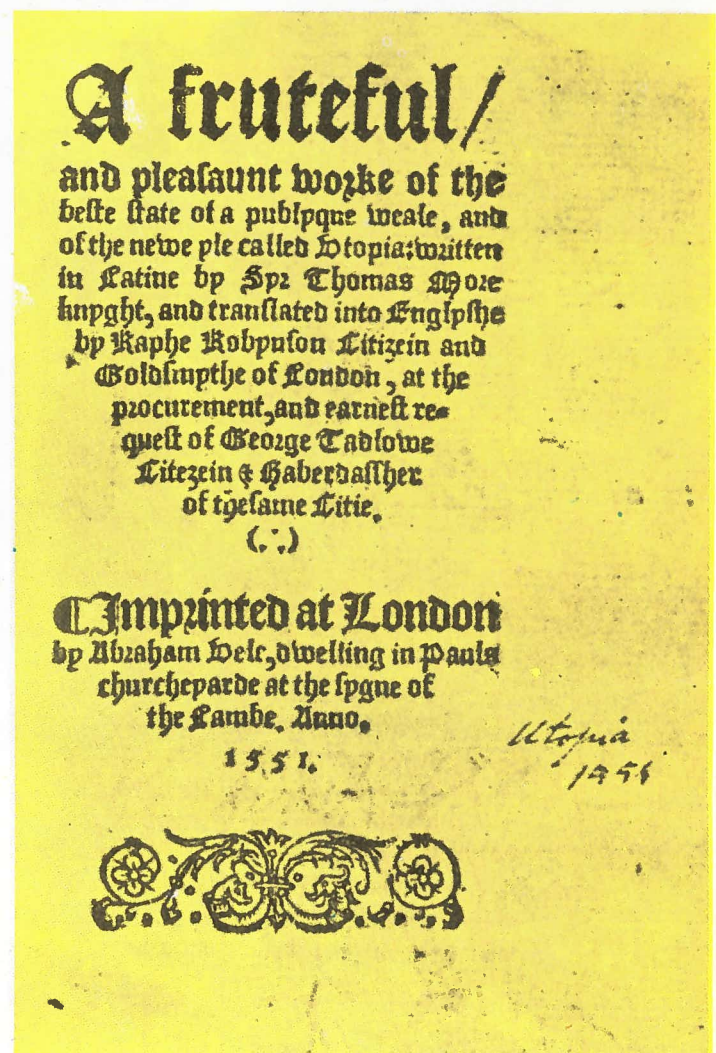 A fruteful/
and pleasaunt worke of the
beste state of a publyque weale, and
of the newe yle called Utopia: written
in Latine by Syr Thomas More
knyght, and translated into Englyshe
by Raphe Robynson Citizein and
Goldsmythe of London, at the
procurement, and earnest re-
quest of George Tadlowe
Citezein & Haberdassher
of the same Citie.
(∴)
¶Imprinted at London
by Abraham Vele, dwelling in Pauls
churcheyarde at the sygne of
the Lambe. Anno.
1551.
Utopia
1551